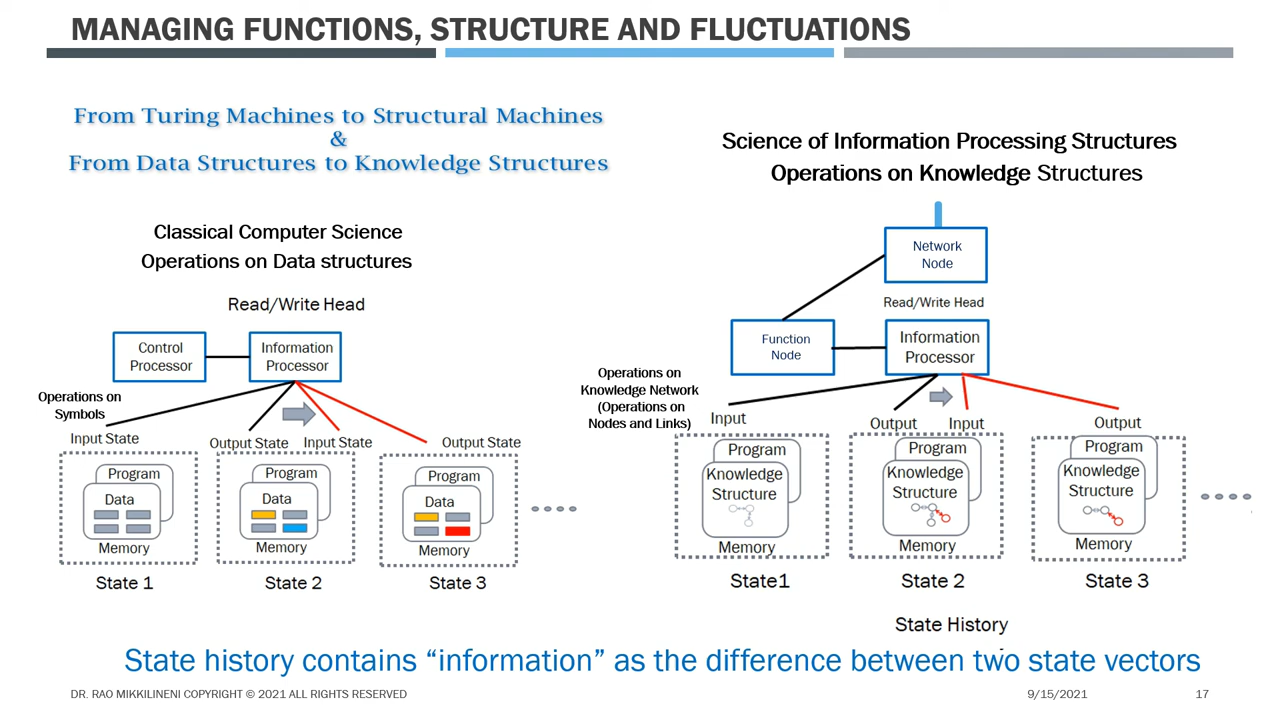 MANAGING FUNCTIONS, STRUCTURE AND FLUCTUATIONS
From Turing Machines to Structural Machines
&
From Data Structures to Knowledge Structures
Classical Computer Science
Operations on Data structures
Read/Write Head
Control
Processor
Information
Processor
Operations on
Symbols
Input State
Output State
Input State
Output State
Program
Data
Memory
State 1
Program
Data
Memory
State 2
Program
Data
Memory
State 3
Science of Information Processing Structures
Operations on Knowledge Structures
Network
Node
Read/Write Head
Function
Node
Information
Processor
Operations on
Knowledge Network
(Operations on
Nodes and Links)
Input
Output
Input
Output
Program
Knowledge
Structure
Memory
State1
Program
Knowledge
Structure
Memory
State 2
Program
Knowledge
Structure
Memory
State 3
State History
State history contains “information” as the difference between two state vectors
DR. RAO MIKKILINENI COPYRIGHT © 2021 ALL RIGHTS RESERVED
9/15/2021
17